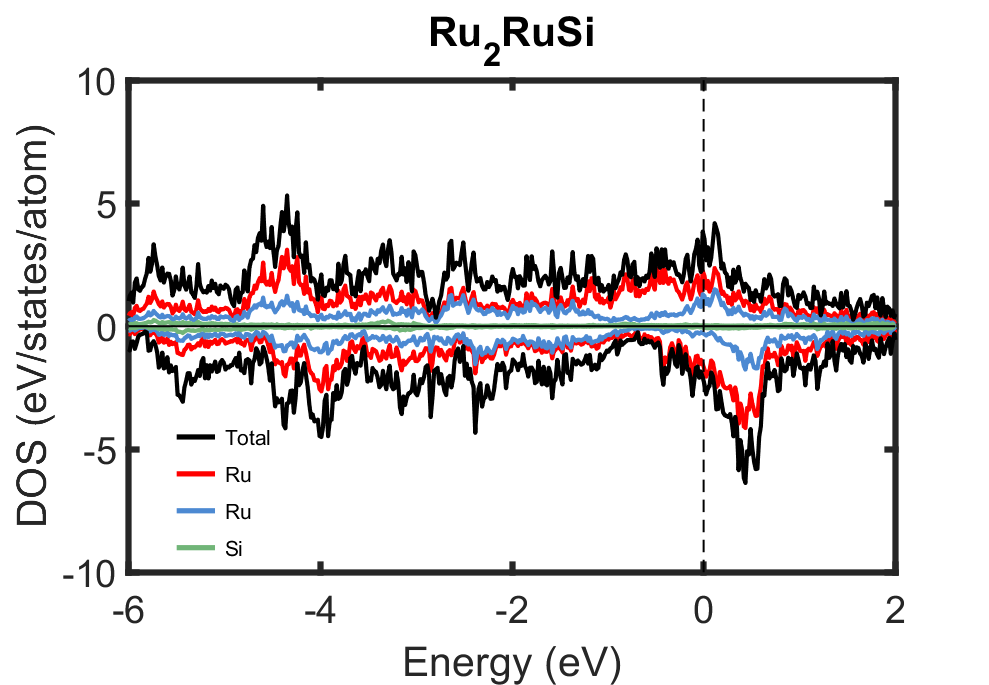 Ru2RuSi
DOS (eV/states/atom)
10
5
0
-5
-10
Total
Ru
Ru
Si
-6 -4 -2 0 2
Energy (eV)